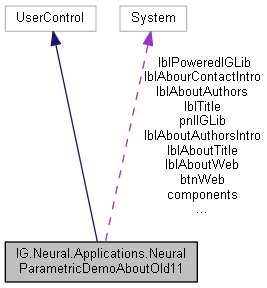 UserControl
System
lblPoweredIGLib
lblAbourContactIntro
lblAboutAuthors
lblTitle
pnlIGLib
lblAboutAuthorsIntro
lblAboutTitle
lblAboutWeb
btnWeb
components
...
IG.Neural.Applications.Neural
ParametricDemoAboutOld11